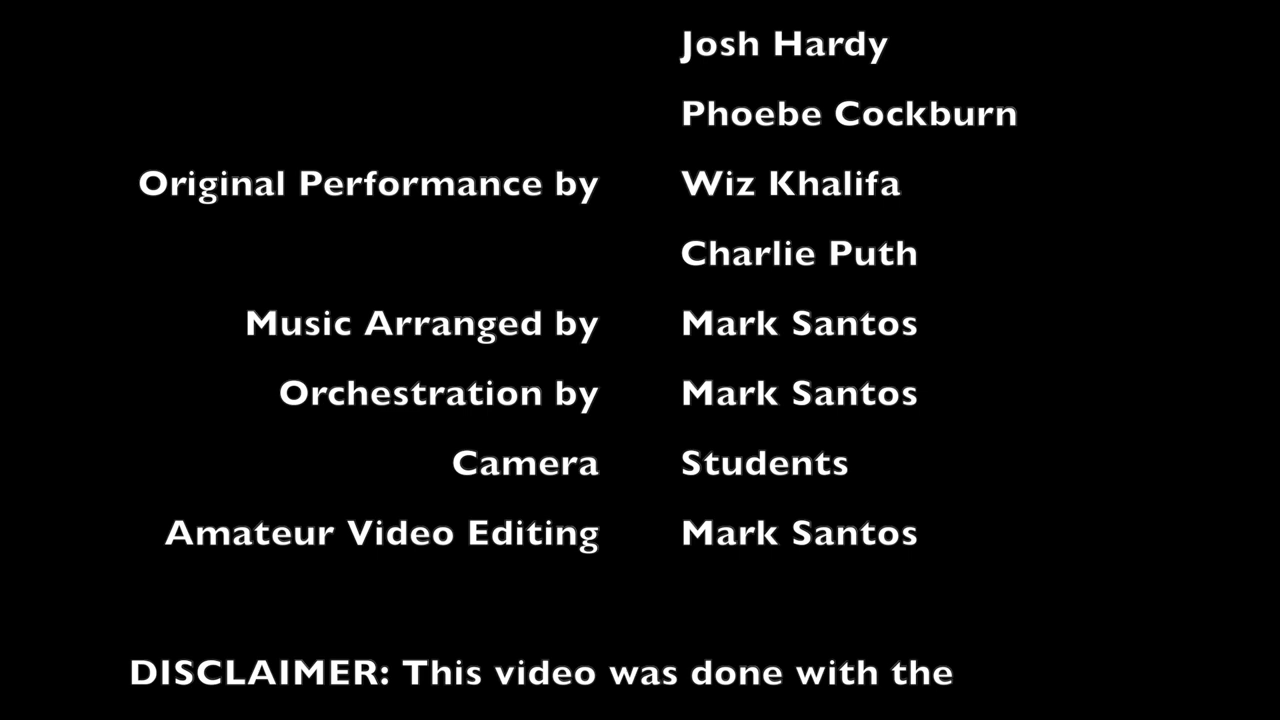 Josh Hardy
Phoebe Cockburn
Original Performance by Wiz Khalifa
Charlie Puth
Music Arranged by Mark Santos
Orchestration by Mark Santos
Camera Students
Amateur Video Editing Mark Santos
DISCLAIMER: This video was done with the